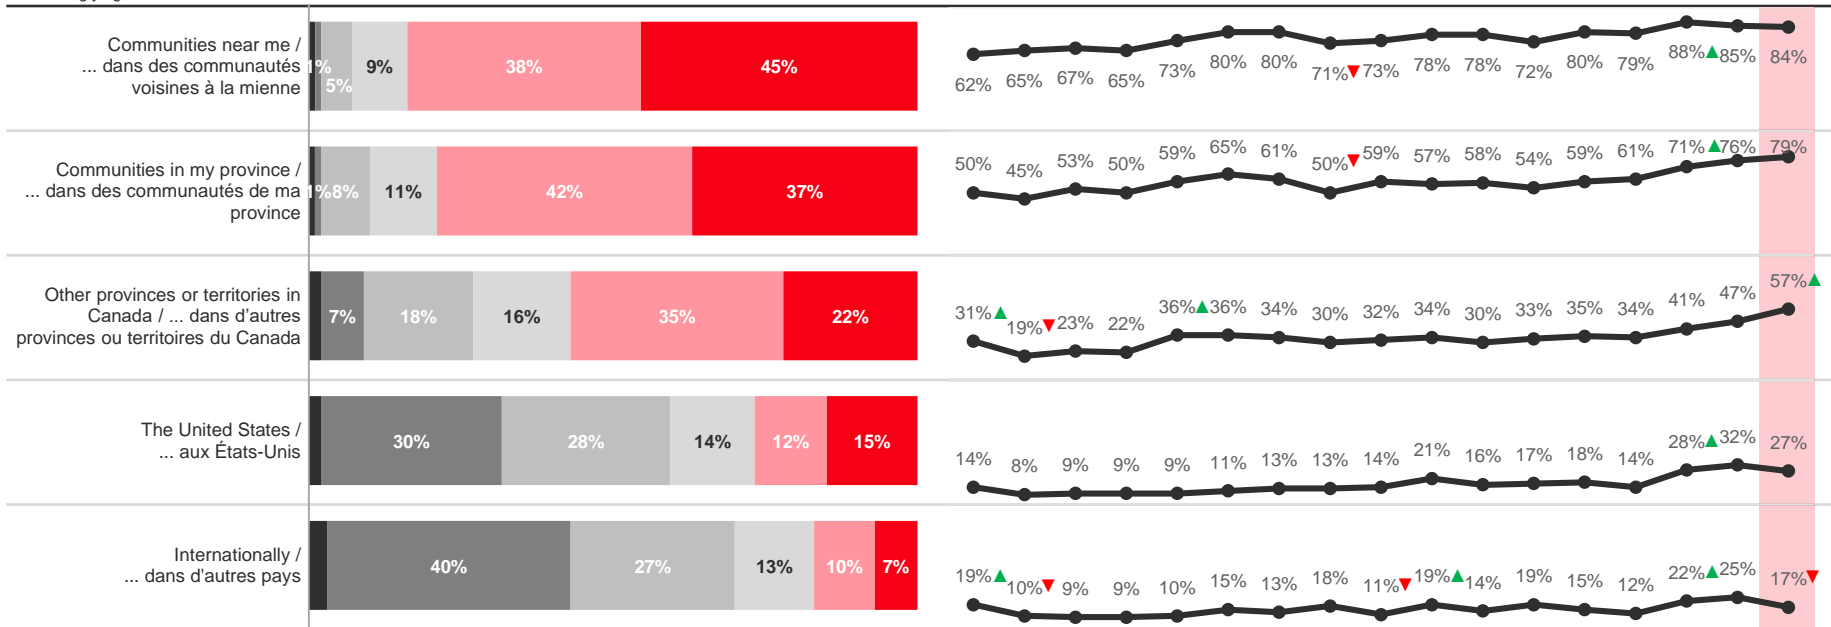 Communities near me /
... dans des communautés
voisines à la mienne
1%
5%
9%
38%
45%
62% 65% 67% 65% 73% 80% 80% 71% 73% 78% 78% 72% 80% 79% 88% 85% 84%
Communities in my province /
... dans des communautés de ma
province
1% 8% 11% 42% 37%
50% 45% 53% 50% 59% 65% 61% 50% 59% 57% 58% 54% 59% 61% 71% 76% 79%
Other provinces or territories in
Canada / ... dans d'autres
provinces ou territoires du Canada
7% 18% 16% 35% 22%
31% 19% 23% 22% 36% 36% 34% 30% 32% 34% 30% 33% 35% 34% 41% 47% 57%
The United States /
... aux États-Unis
30% 28% 14% 12% 15%
14% 8% 9% 9% 9% 11% 13% 13% 14% 21% 16% 17% 18% 14% 28% 32% 27%
Internationally /
... dans d'autres pays
40% 27% 13% 10% 7%
19% 10% 9% 9% 10% 15% 13% 18% 11% 19% 14% 19% 15% 12% 22% 25% 17%